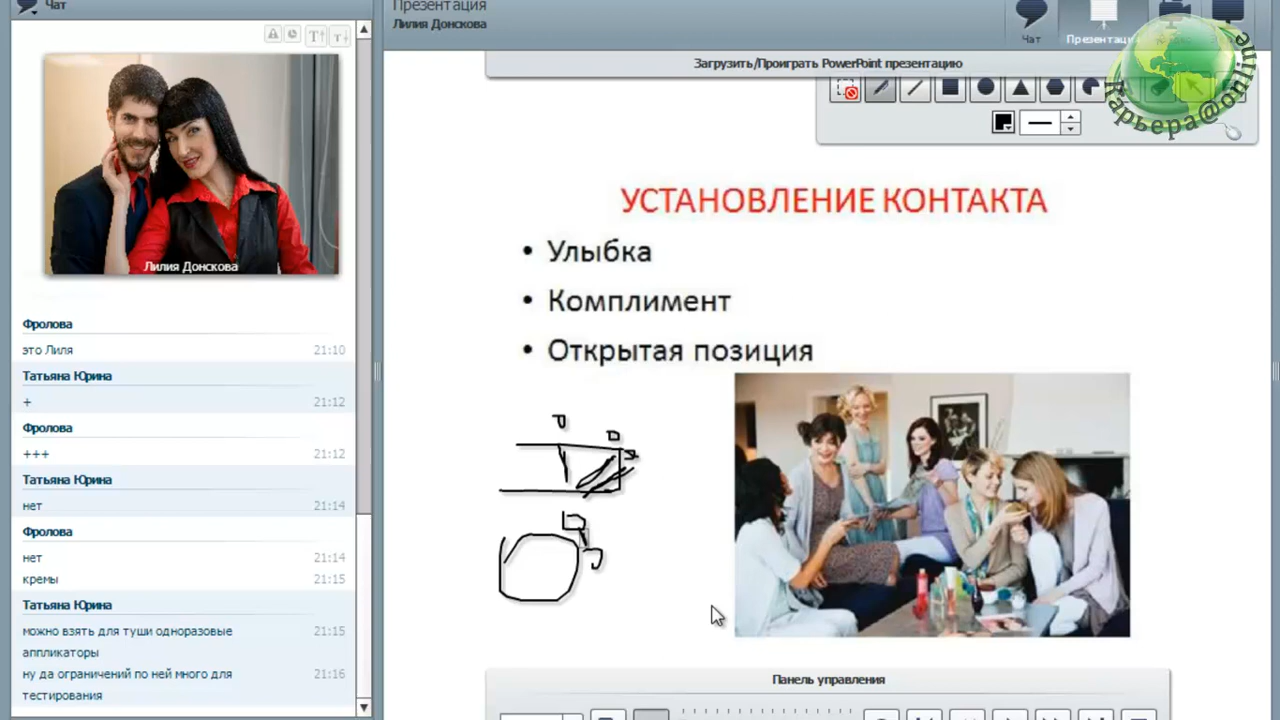 Чат
Презентация
Лилия Донскова
Чат
Презентация
Карьера@online
Загрузить/Проиграть PowerPoint презентацию
Лилия Донскова
УСТАНОВЛЕНИЕ КОНТАКТА
• Улыбка
• Комплимент
• Открытая позиция
Фролова
это Лиля 21:10
Татьяна Юрина
+ 21:12
Фролова
+++ 21:12
Татьяна Юрина
нет 21:14
Фролова
нет 21:14
кремы 21:15
Татьяна Юрина
можно взять для туши одноразовые 21:15
аппликаторы
ну да ограничений по ней много для 21:16
тестирования
Панель управления